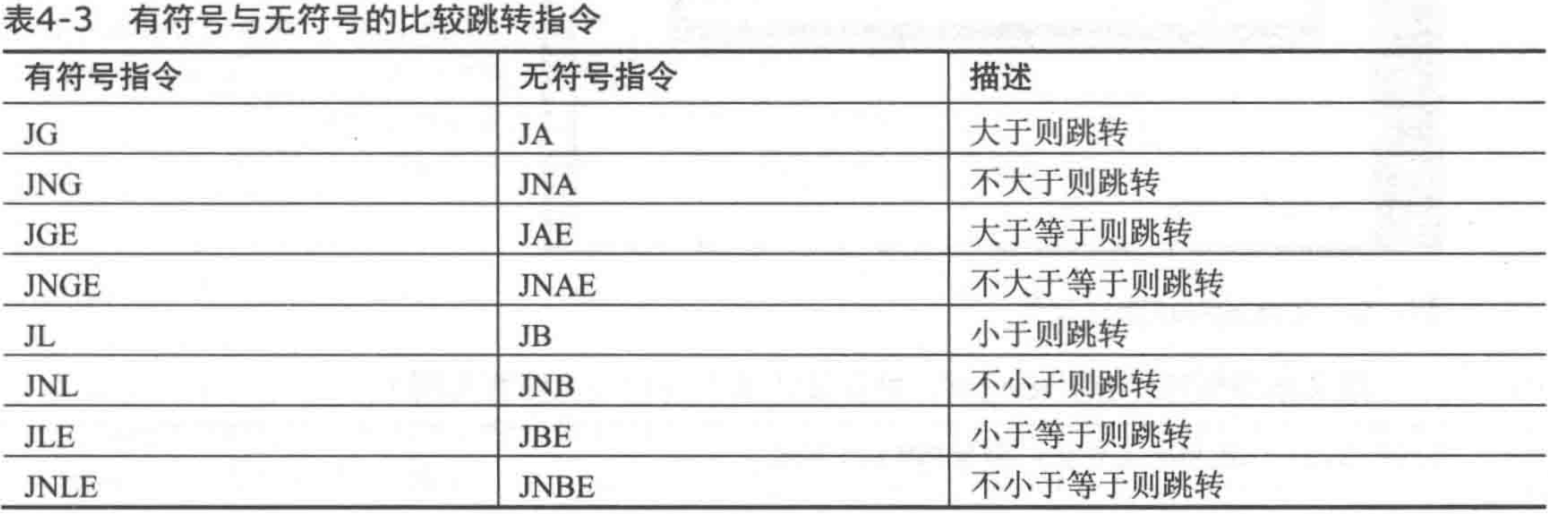 表4-3 有符号与无符号的比较跳转指令
有符号指令 无符号指令 描述
JG JA 大于则跳转
JNG JNA 不大于则跳转
JGE JAE 大于等于则跳转
JNGE JNAE 不大于等于则跳转
JL JB 小于则跳转
JNL JNB 不小于则跳转
JLE JBE 小于等于则跳转
JNLE JNBE 不小于等于则跳转